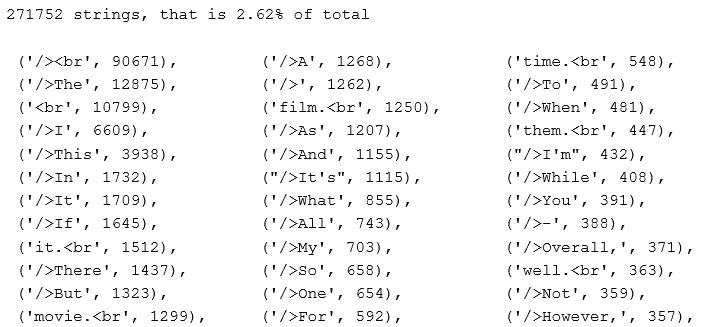 271752 strings, that is 2.62% of total
('/><br', 90671), ('/>A', 1268), ('time.<br', 548),
('/>The', 12875), ('/>', 1262), ('/>To', 491),
('<br', 10799), ('film.<br', 1250), ('/>When', 481),
('/>I', 6609), ('/>As', 1207), ('them.<br', 447),
('/>This', 3938), ('/>And', 1155), ("/>I'm", 432),
('/>In', 1732), ("/>It's", 1115), ('/>While', 408),
('/>It', 1709), ('/>What', 855), ('/>You', 391),
('/>If', 1645), ('/>All', 743), ('/>-', 388),
('it.<br', 1512), ('/>My', 703), ('/>Overall,', 371),
('/>There', 1437), ('/>So', 658), ('well.<br', 363),
('/>But', 1323), ('/>One', 654), ('/>Not', 359),
('movie.<br', 1299), ('/>For', 592), ('/>However,', 357),